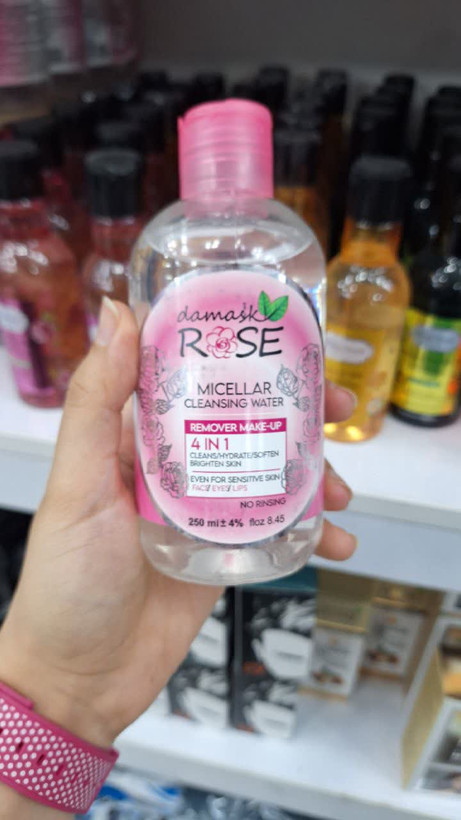 damask
ROSE
MICELLAR
CLEANSING WATER
REMOVER MAKE-UP
4 IN 1
CLEANS/HYDRATE/SOFTEN
BRIGHTEN SKIN
EVEN FOR SENSITIVE SKIN
FACE/ EYES/ LIPS
NO RINSING
250 ml ± 4% floz 8.45